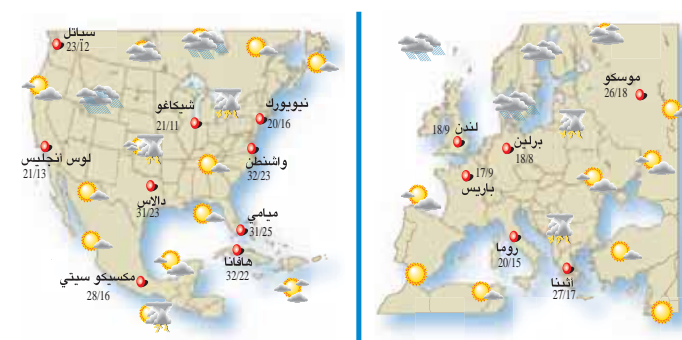 سياتل
23/12
شيكاغو
21/11
نيويورك
20/16
لوس أنجليس
21/13
واشنطن
32/23
دالاس
31/23
ميامي
31/25
هافانا
32/22
مكسيكو سيتي
28/16
موسكو
26/18
لندن
18/9
برلين
18/8
17/9
باريس
روما
20/15
أثينا
27/17